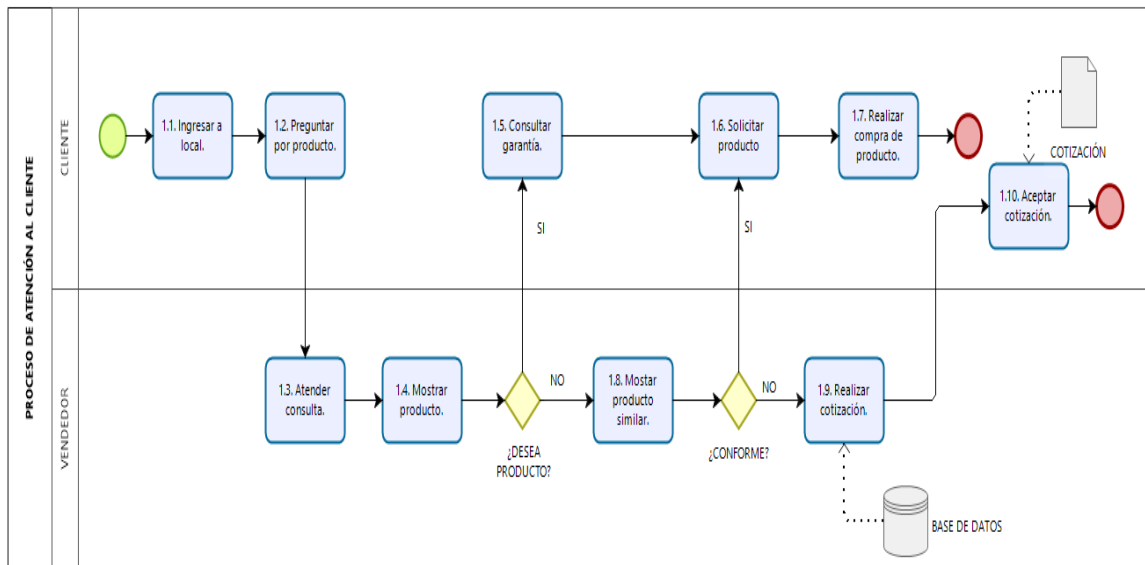 PROCESO DE ATENCIÓN AL CLIENTE
CLIENTE
1.1. Ingresar a
local.
1.2. Preguntar
por producto.
1.5. Consultar
garantía.
1.6. Solicitar
producto
1.7. Realizar
compra de
producto.
COTIZACIÓN
1.10. Aceptar
cotización.
SI
SI
VENDEDOR
1.3. Atender
consulta.
1.4. Mostrar
producto.
¿DESEA
PRODUCTO?
NO
1.8. Mostar
producto
similar.
¿CONFORME?
NO
1.9. Realizar
cotización.
BASE DE DATOS